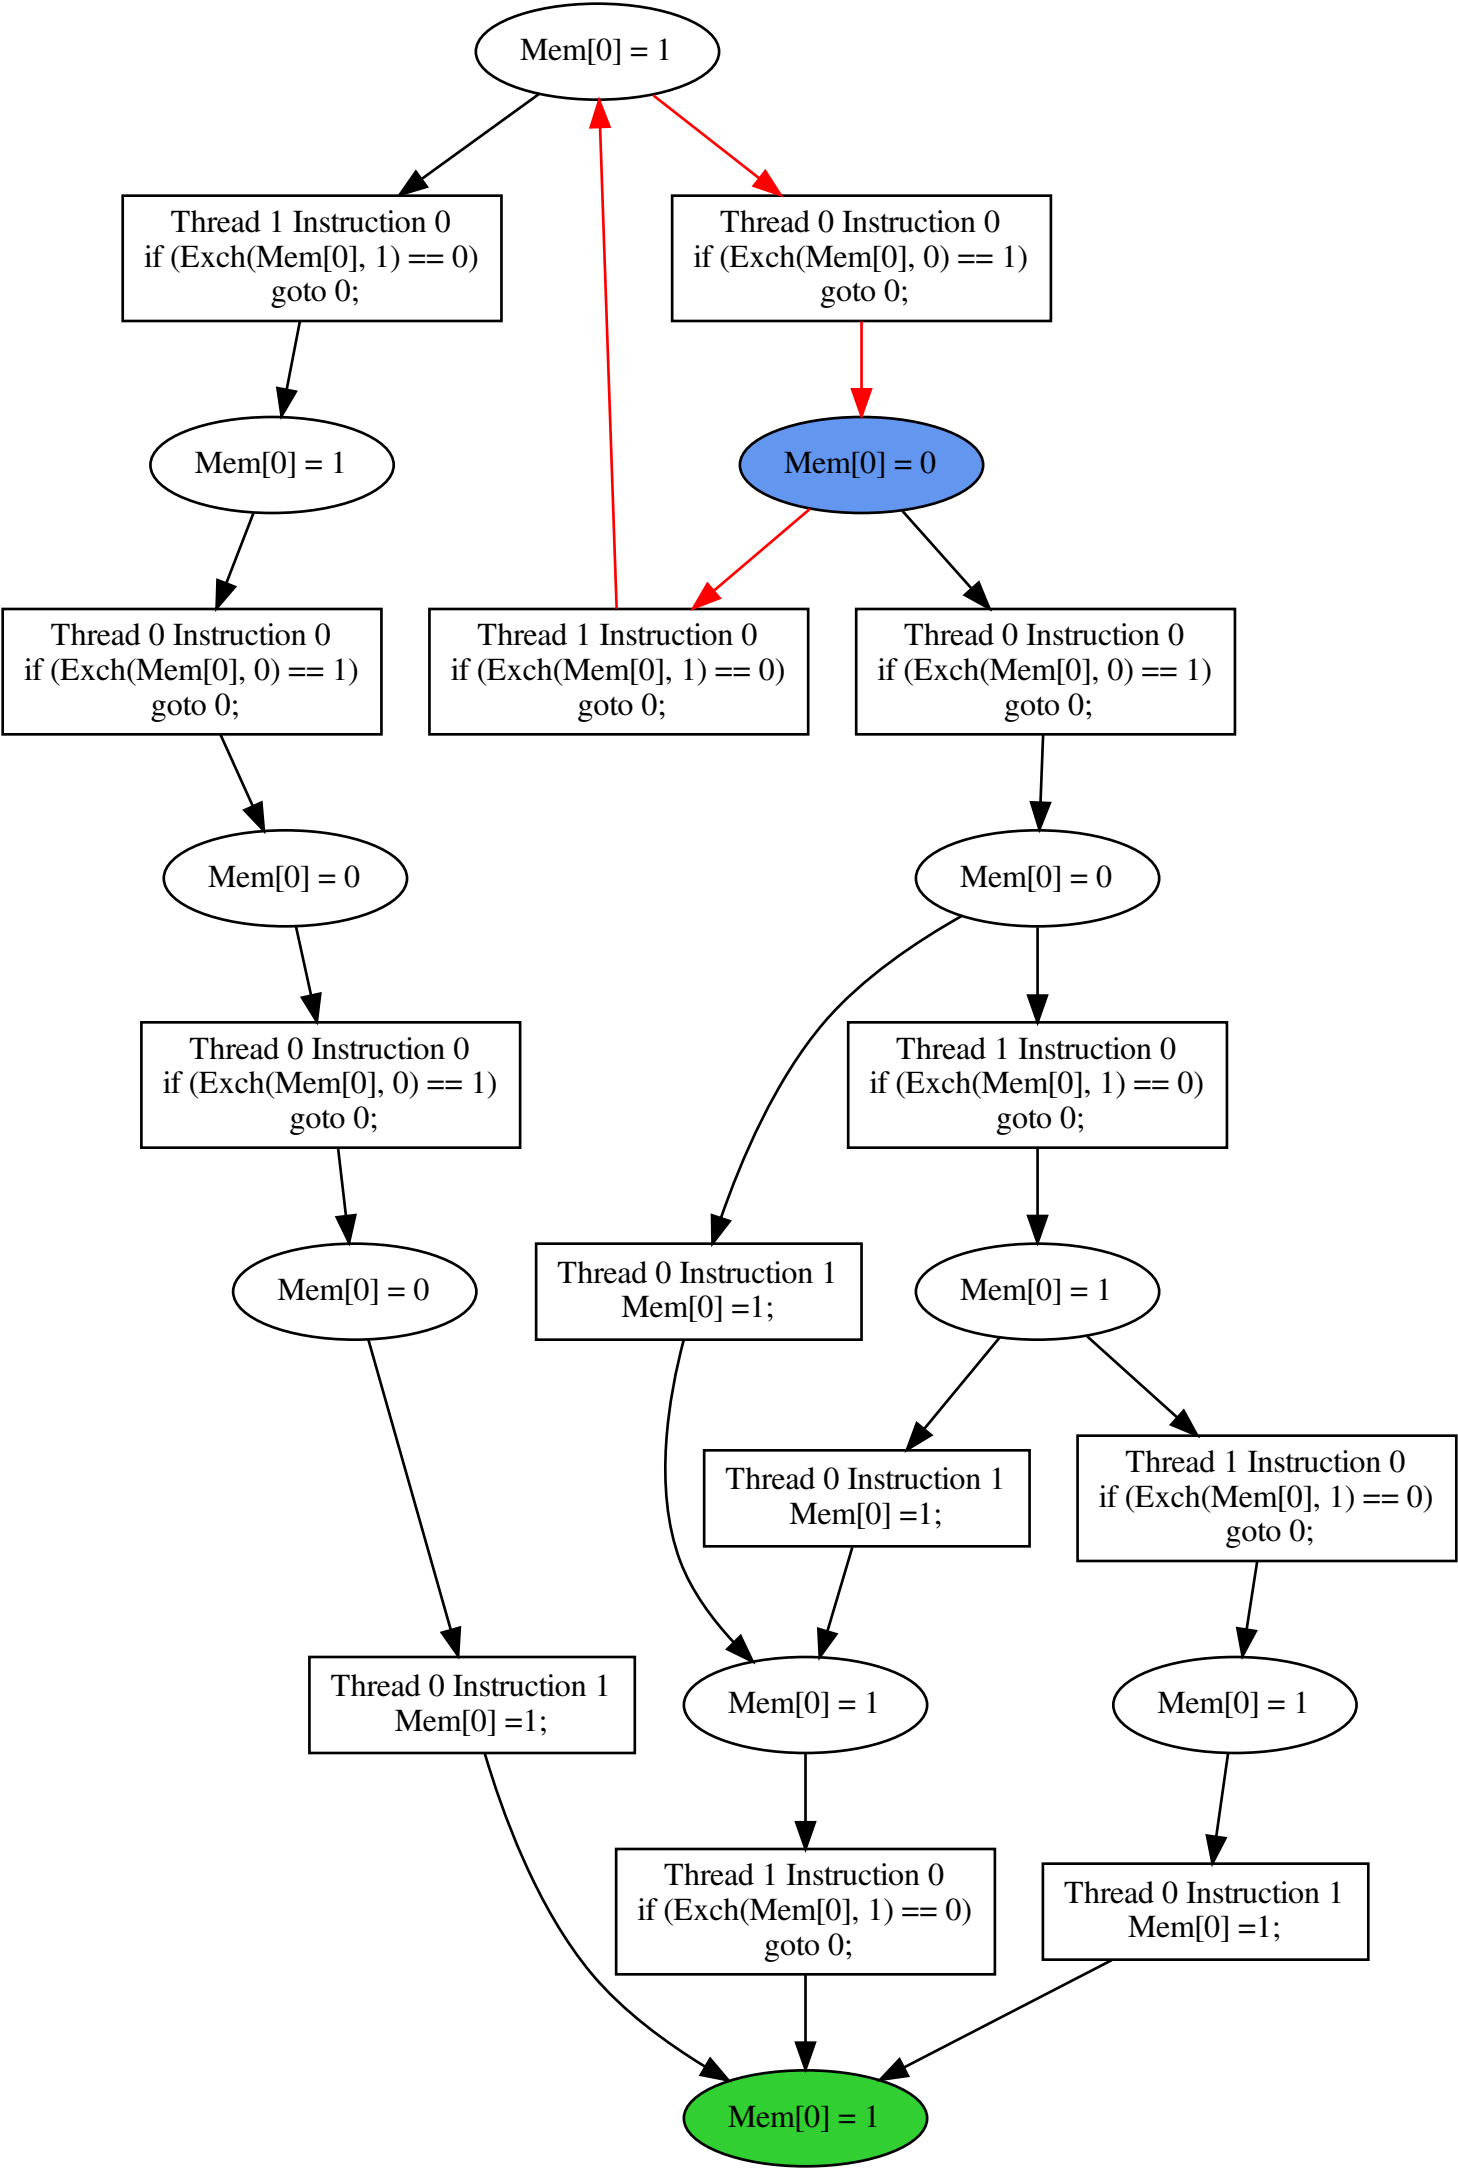 Mem[0] = 1
Thread 1 Instruction 0
if (Exch(Mem[0], 1) == 0)
goto 0;
Thread 0 Instruction 0
if (Exch(Mem[0], 0) == 1)
goto 0;
Mem[0] = 1
Mem[0] = 0
Thread 0 Instruction 0
if (Exch(Mem[0], 0) == 1)
goto 0;
Thread 1 Instruction 0
if (Exch(Mem[0], 1) == 0)
goto 0;
Thread 0 Instruction 0
if (Exch(Mem[0], 0) == 1)
goto 0;
Mem[0] = 0
Mem[0] = 0
Thread 0 Instruction 0
if (Exch(Mem[0], 0) == 1)
goto 0;
Thread 1 Instruction 0
if (Exch(Mem[0], 1) == 0)
goto 0;
Mem[0] = 0
Thread 0 Instruction 1
Mem[0] =1;
Mem[0] = 1
Thread 0 Instruction 1
Mem[0] =1;
Thread 1 Instruction 0
if (Exch(Mem[0], 1) == 0)
goto 0;
Thread 0 Instruction 1
Mem[0] =1;
Mem[0] = 1
Mem[0] = 1
Thread 1 Instruction 0
if (Exch(Mem[0], 1) == 0)
goto 0;
Thread 0 Instruction 1
Mem[0] =1;
Mem[0] = 1